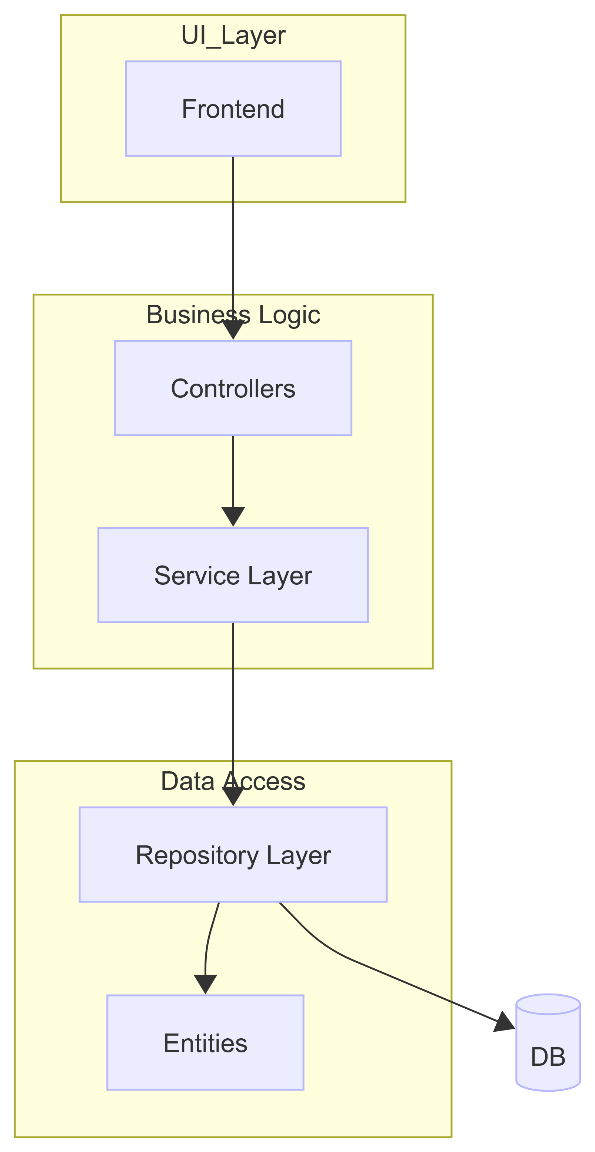 UI_Layer
Frontend
Business Logic
Controllers
Service Layer
Data Access
Repository Layer
Entities
DB